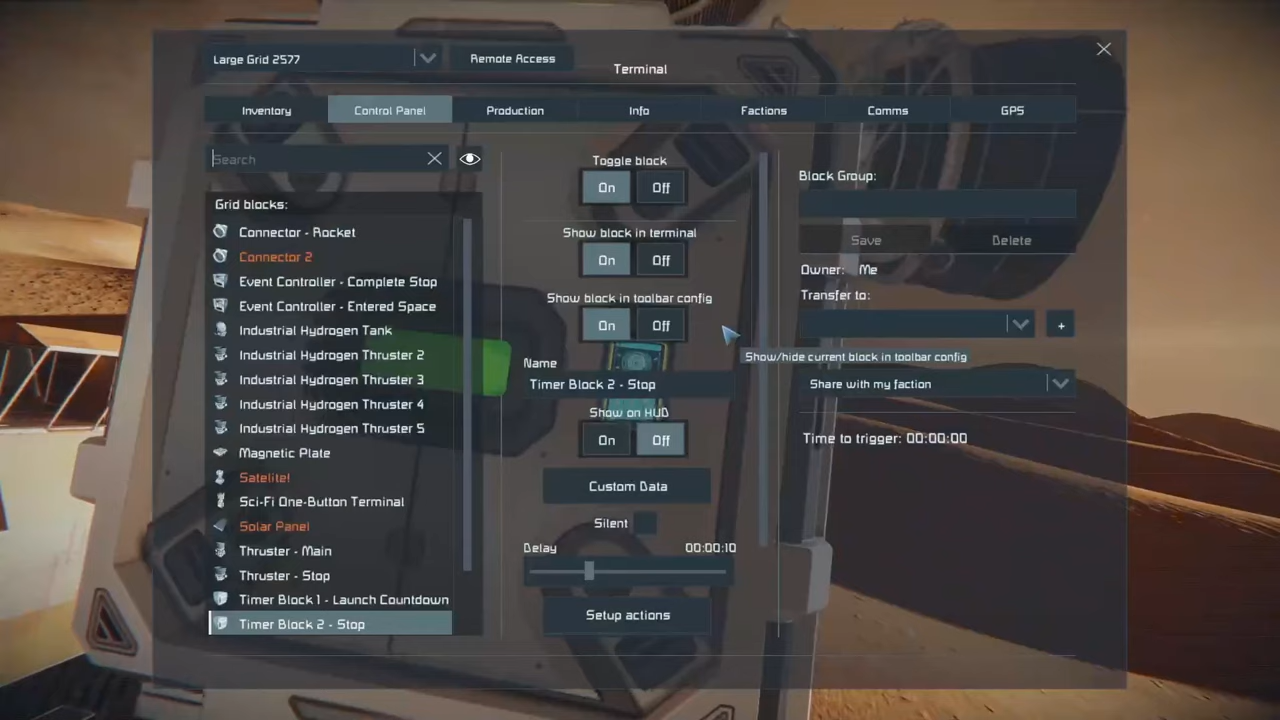 Large Grid 2577
Remote Access
Terminal
Inventory
Control Panel
Production
Info
Factions
Comms
GPS
Search
Grid blocks:
Connector - Rocket
Connector 2
Event Controller - Complete Stop
Event Controller - Entered Space
Industrial Hydrogen Tank
Industrial Hydrogen Thruster 2
Industrial Hydrogen Thruster 3
Industrial Hydrogen Thruster 4
Industrial Hydrogen Thruster 5
Magnetic Plate
Satelite!
Sci-Fi One-Button Terminal
Solar Panel
Thruster - Main
Thruster - Stop
Timer Block 1 - Launch Countdown
Timer Block 2 - Stop
Toggle block
On Off
Show block in terminal
On Off
Show block in toolbar config
On Off
Name
Timer Block 2 - Stop
Show on HUD
On Off
Custom Data
Silent
Delay 00:00:10
Setup actions
Block Group:
Save Delete
Owner: Me
Transfer to:
+
Show/hide current block in toolbar config
Share with my faction
Time to trigger: 00:00:00